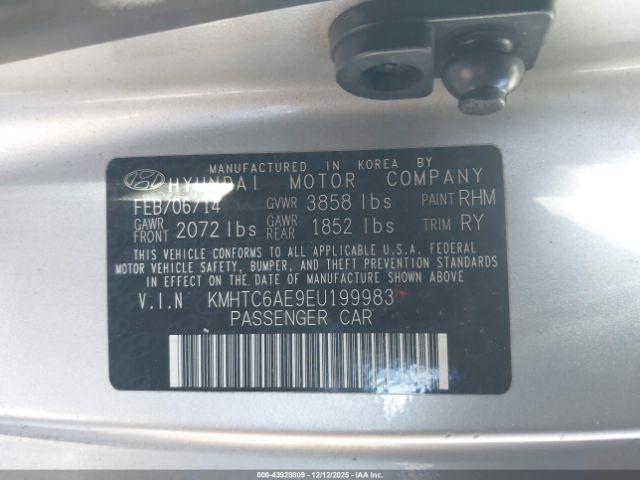 MANUFACTURED IN KOREA BY
HYUNDAI MOTOR COMPANY
FEB/06/14 GVWR 3858 lbs PAINT RHM
GAWR FRONT 2072 lbs GAWR REAR 1852 lbs TRIM RY
THIS VEHICLE CONFORMS TO ALL APPLICABLE U.S.A. FEDERAL
MOTOR VEHICLE SAFETY, BUMPER, AND THEFT PREVENTION STANDARDS
IN EFFECT ON THE DATE OF MANUFACTURE SHOWN ABOVE
V.I.N KMHTC6AE9EU199983
PASSENGER CAR
000-43928809 - 12/12/2025 - IAAI.COM